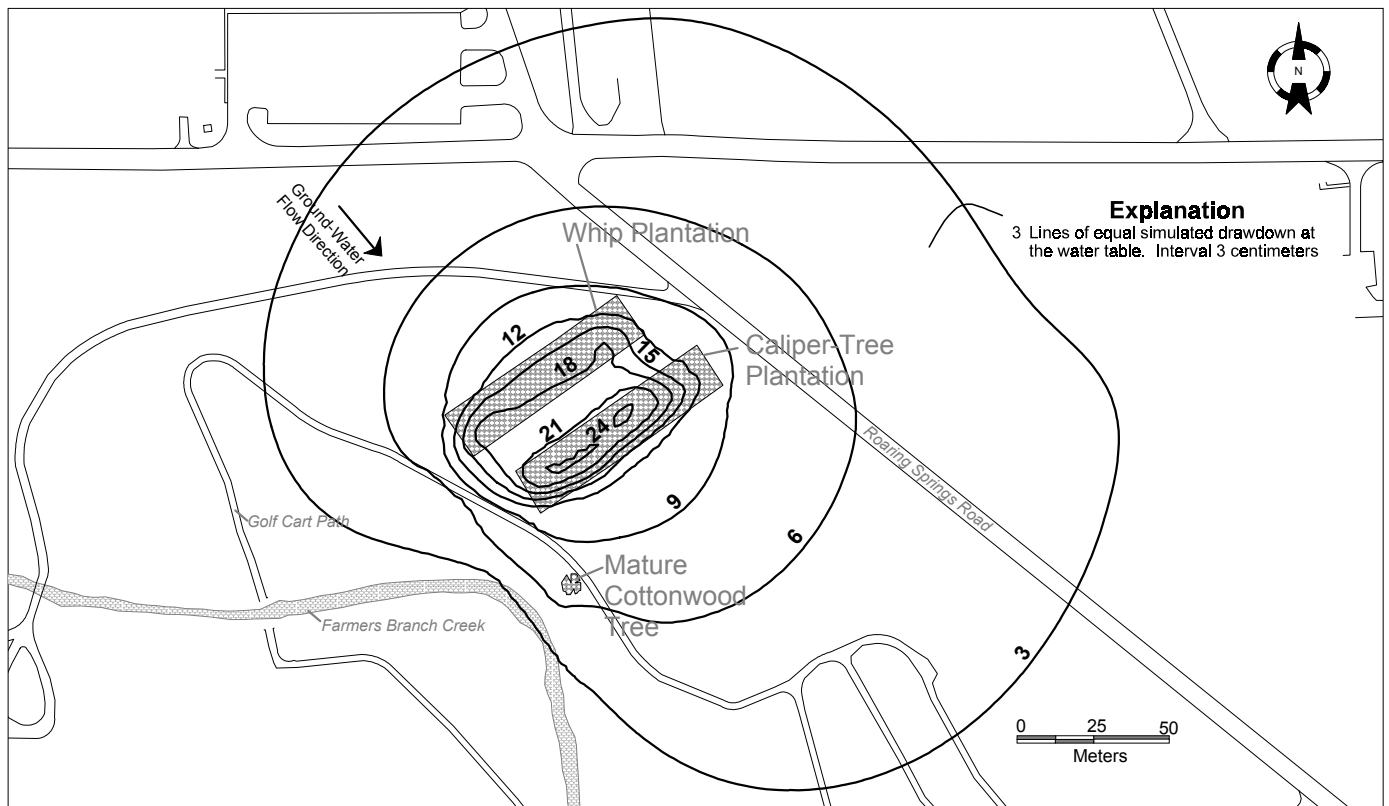 N
Ground-Water
Flow Direction
Whip Plantation
Explanation
3 Lines of equal simulated drawdown at
the water table. Interval 3 centimeters
12
15
18
Caliper-Tree
Plantation
21
24
9
6
3
Roaring Springs Road
Golf Cart Path
Mature
Cottonwood
Tree
Farmers Branch Creek
0 25 50
Meters